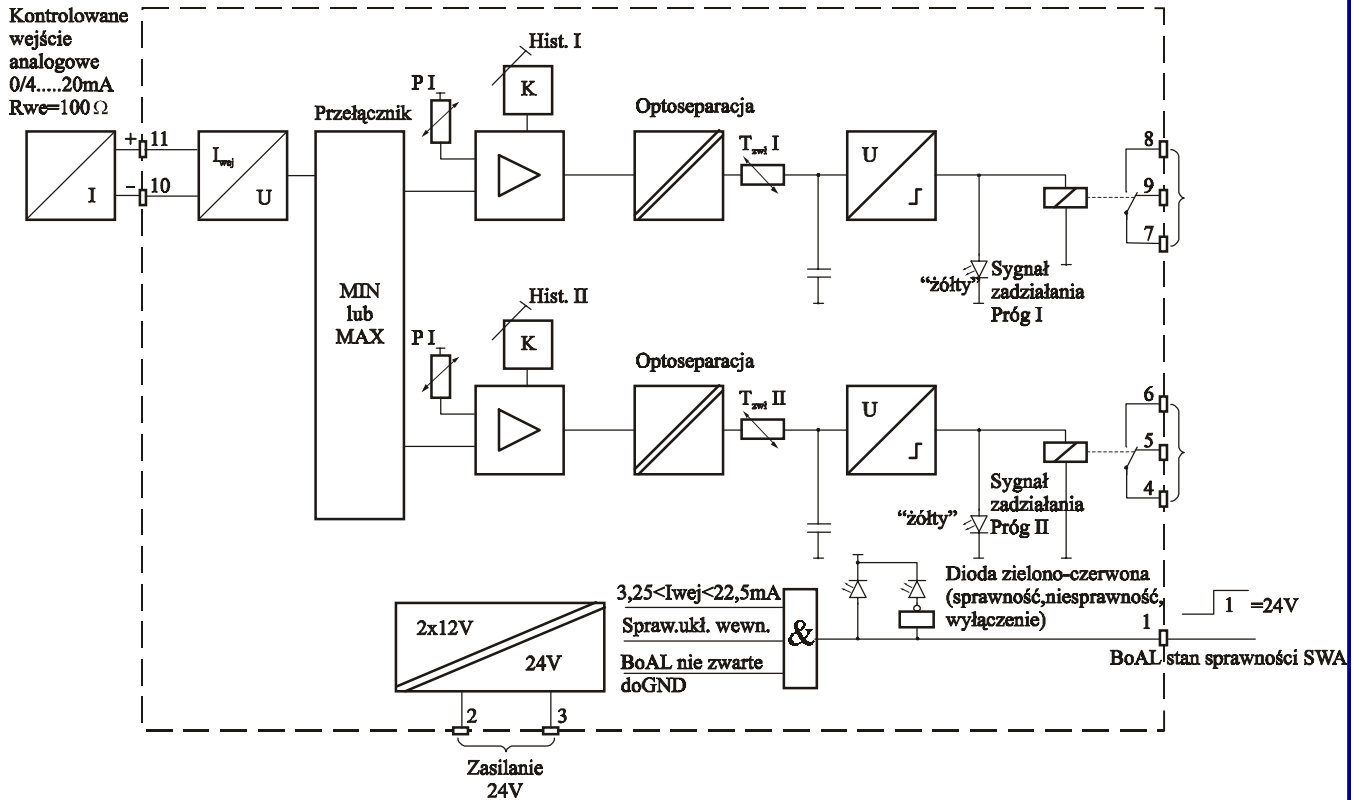 Kontrolowane
wejście
analogowe
0/4.....20mA
Rwe=100 Ω
I
+
11
–
10
I wej
U
Przełącznik
MIN
lub
MAX
P I
Hist. I
K
Optoseparacja
T zwł I
U
“żółty”
Sygnał
zadziałania
Próg I
8
9
7
P I
Hist. II
K
Optoseparacja
T zwł II
U
“żółty”
Sygnał
zadziałania
Próg II
6
5
4
2x12V
24V
2
3
Zasilanie
24V
3,25<Iwej<22,5mA
Spraw.ukł. wewn.
BoAL nie zwarte
doGND
&
Dioda zielono-czerwona
(sprawność,niesprawność,
wyłączenie)
1
1 =24V
BoAL stan sprawności SWA